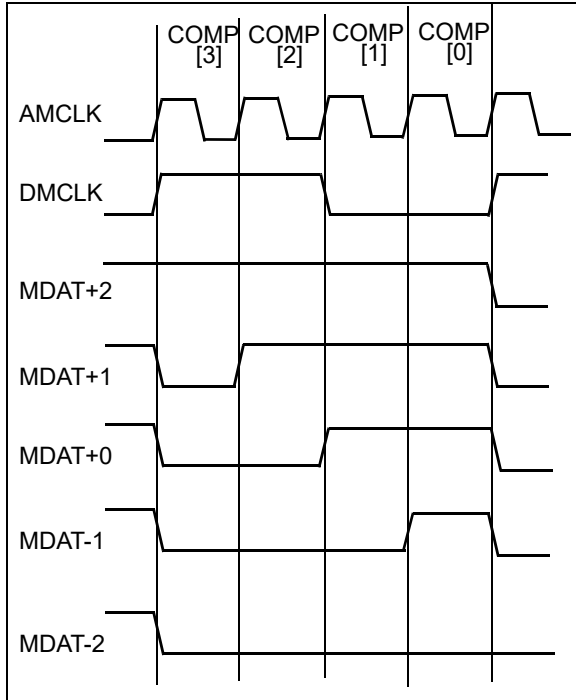 COMP COMP COMP COMP
[3] [2] [1] [0]
AMCLK
DMCLK
MDAT+2
MDAT+1
MDAT+0
MDAT-1
MDAT-2